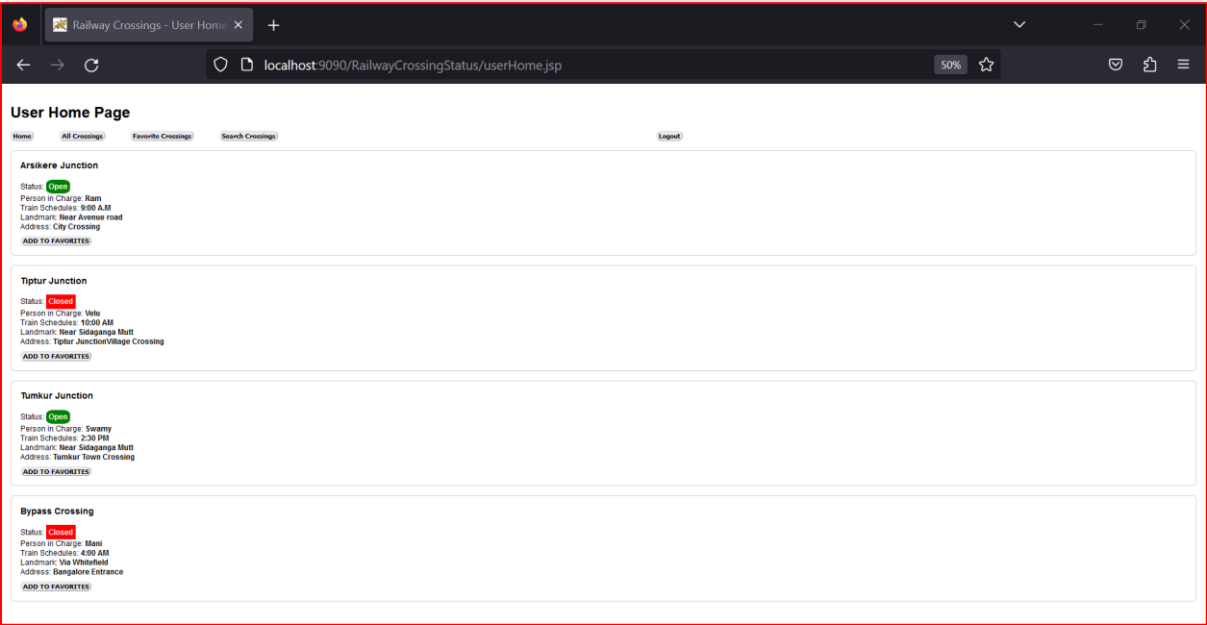 Railway Crossings - User Home
localhost:9090/RailwayCrossingStatus/userHome.jsp 50%
User Home Page
Home All Crossings Favorite Crossings Search Crossings Logout
Arsikere Junction
Status: Open
Person in Charge: Ram
Train Schedules: 9:00 A.M
Landmark: Near Avenue road
Address: City Crossing
ADD TO FAVORITES
Tiptur Junction
Status: Closed
Person in Charge: Velu
Train Schedules: 10:00 AM
Landmark: Near Sidaganga Mutt
Address: Tiptur JunctionVillage Crossing
ADD TO FAVORITES
Tumkur Junction
Status: Open
Person in Charge: Swamy
Train Schedules: 2:30 PM
Landmark: Near Sidaganga Mutt
Address: Tumkur Town Crossing
ADD TO FAVORITES
Bypass Crossing
Status: Closed
Person in Charge: Mani
Train Schedules: 4:00 AM
Landmark: Via Whitefield
Address: Bangalore Entrance
ADD TO FAVORITES